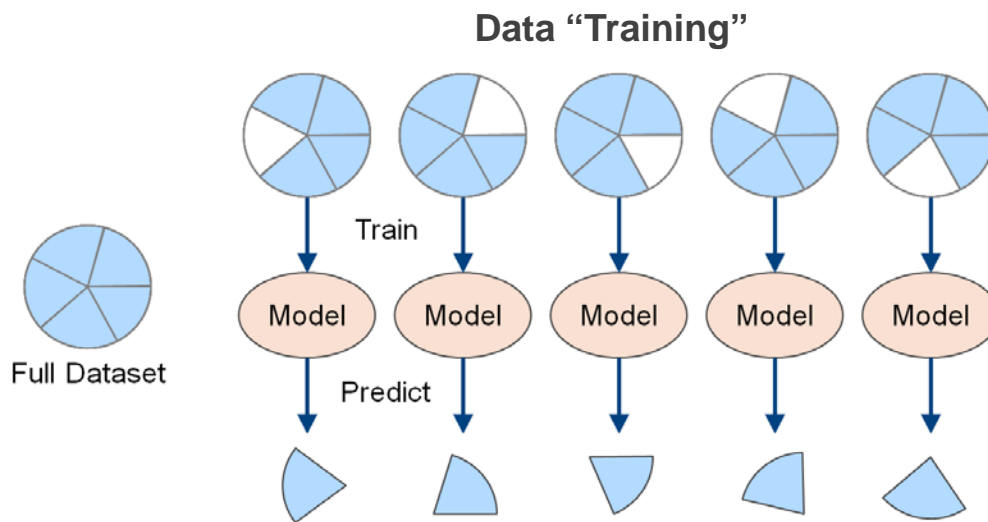 Data “Training”
Train
Model Model Model Model Model
Full Dataset
Predict